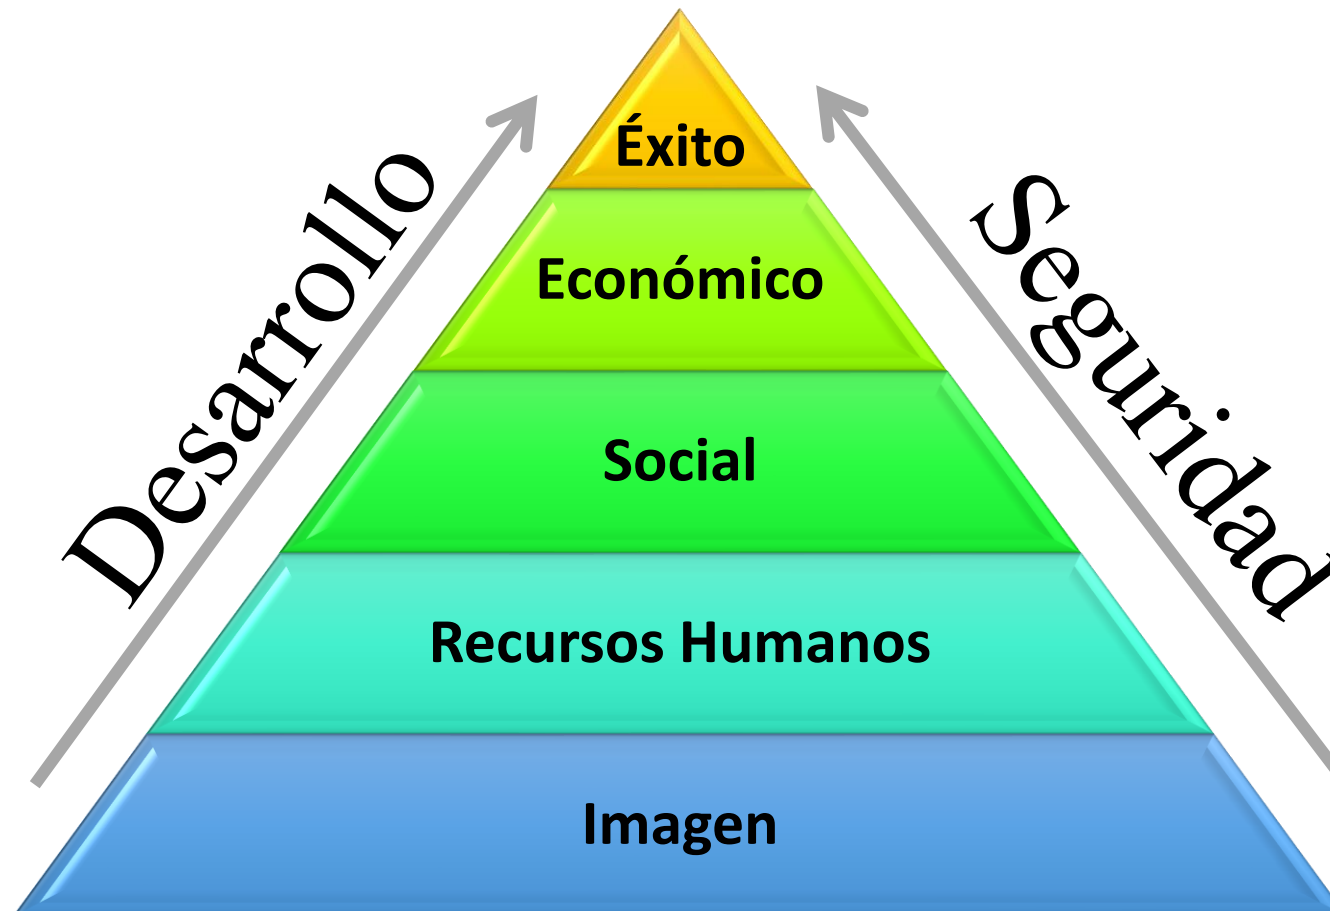 Éxito
Desarrollo
Seguridad
Económico
Social
Recursos Humanos
Imagen